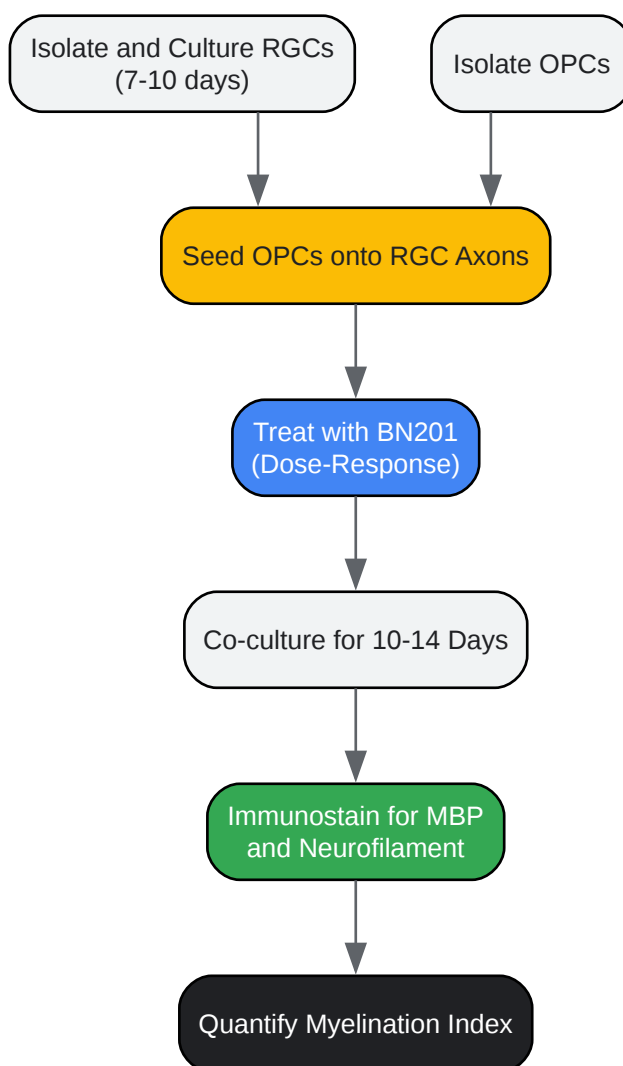 Isolate and Culture RGCs
(7-10 days)
Isolate OPCs
Seed OPCs onto RGC Axons
Treat with BN201
(Dose-Response)
Co-culture for 10-14 Days
Immunostain for MBP
and Neurofilament
Quantify Myelination Index